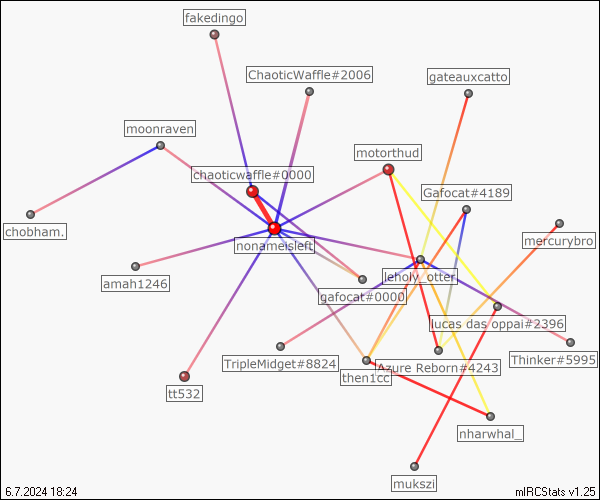 fakedingo
ChaoticWaffle#2006
gateauxcatto
moonraven
motorthud
chaoticwaffle#0000
Gafocat#4189
chobham.
nonameisleft
mercurybro
leholy_otter
amah1246
gafocat#0000
lucas das oppai#2396
TripleMidget#8824
Azure Reborn#4243
Thinker#5995
then1cc
tt532
nharwhal_
mukszi
6.7.2024 18:24
mIRCStats v1.25